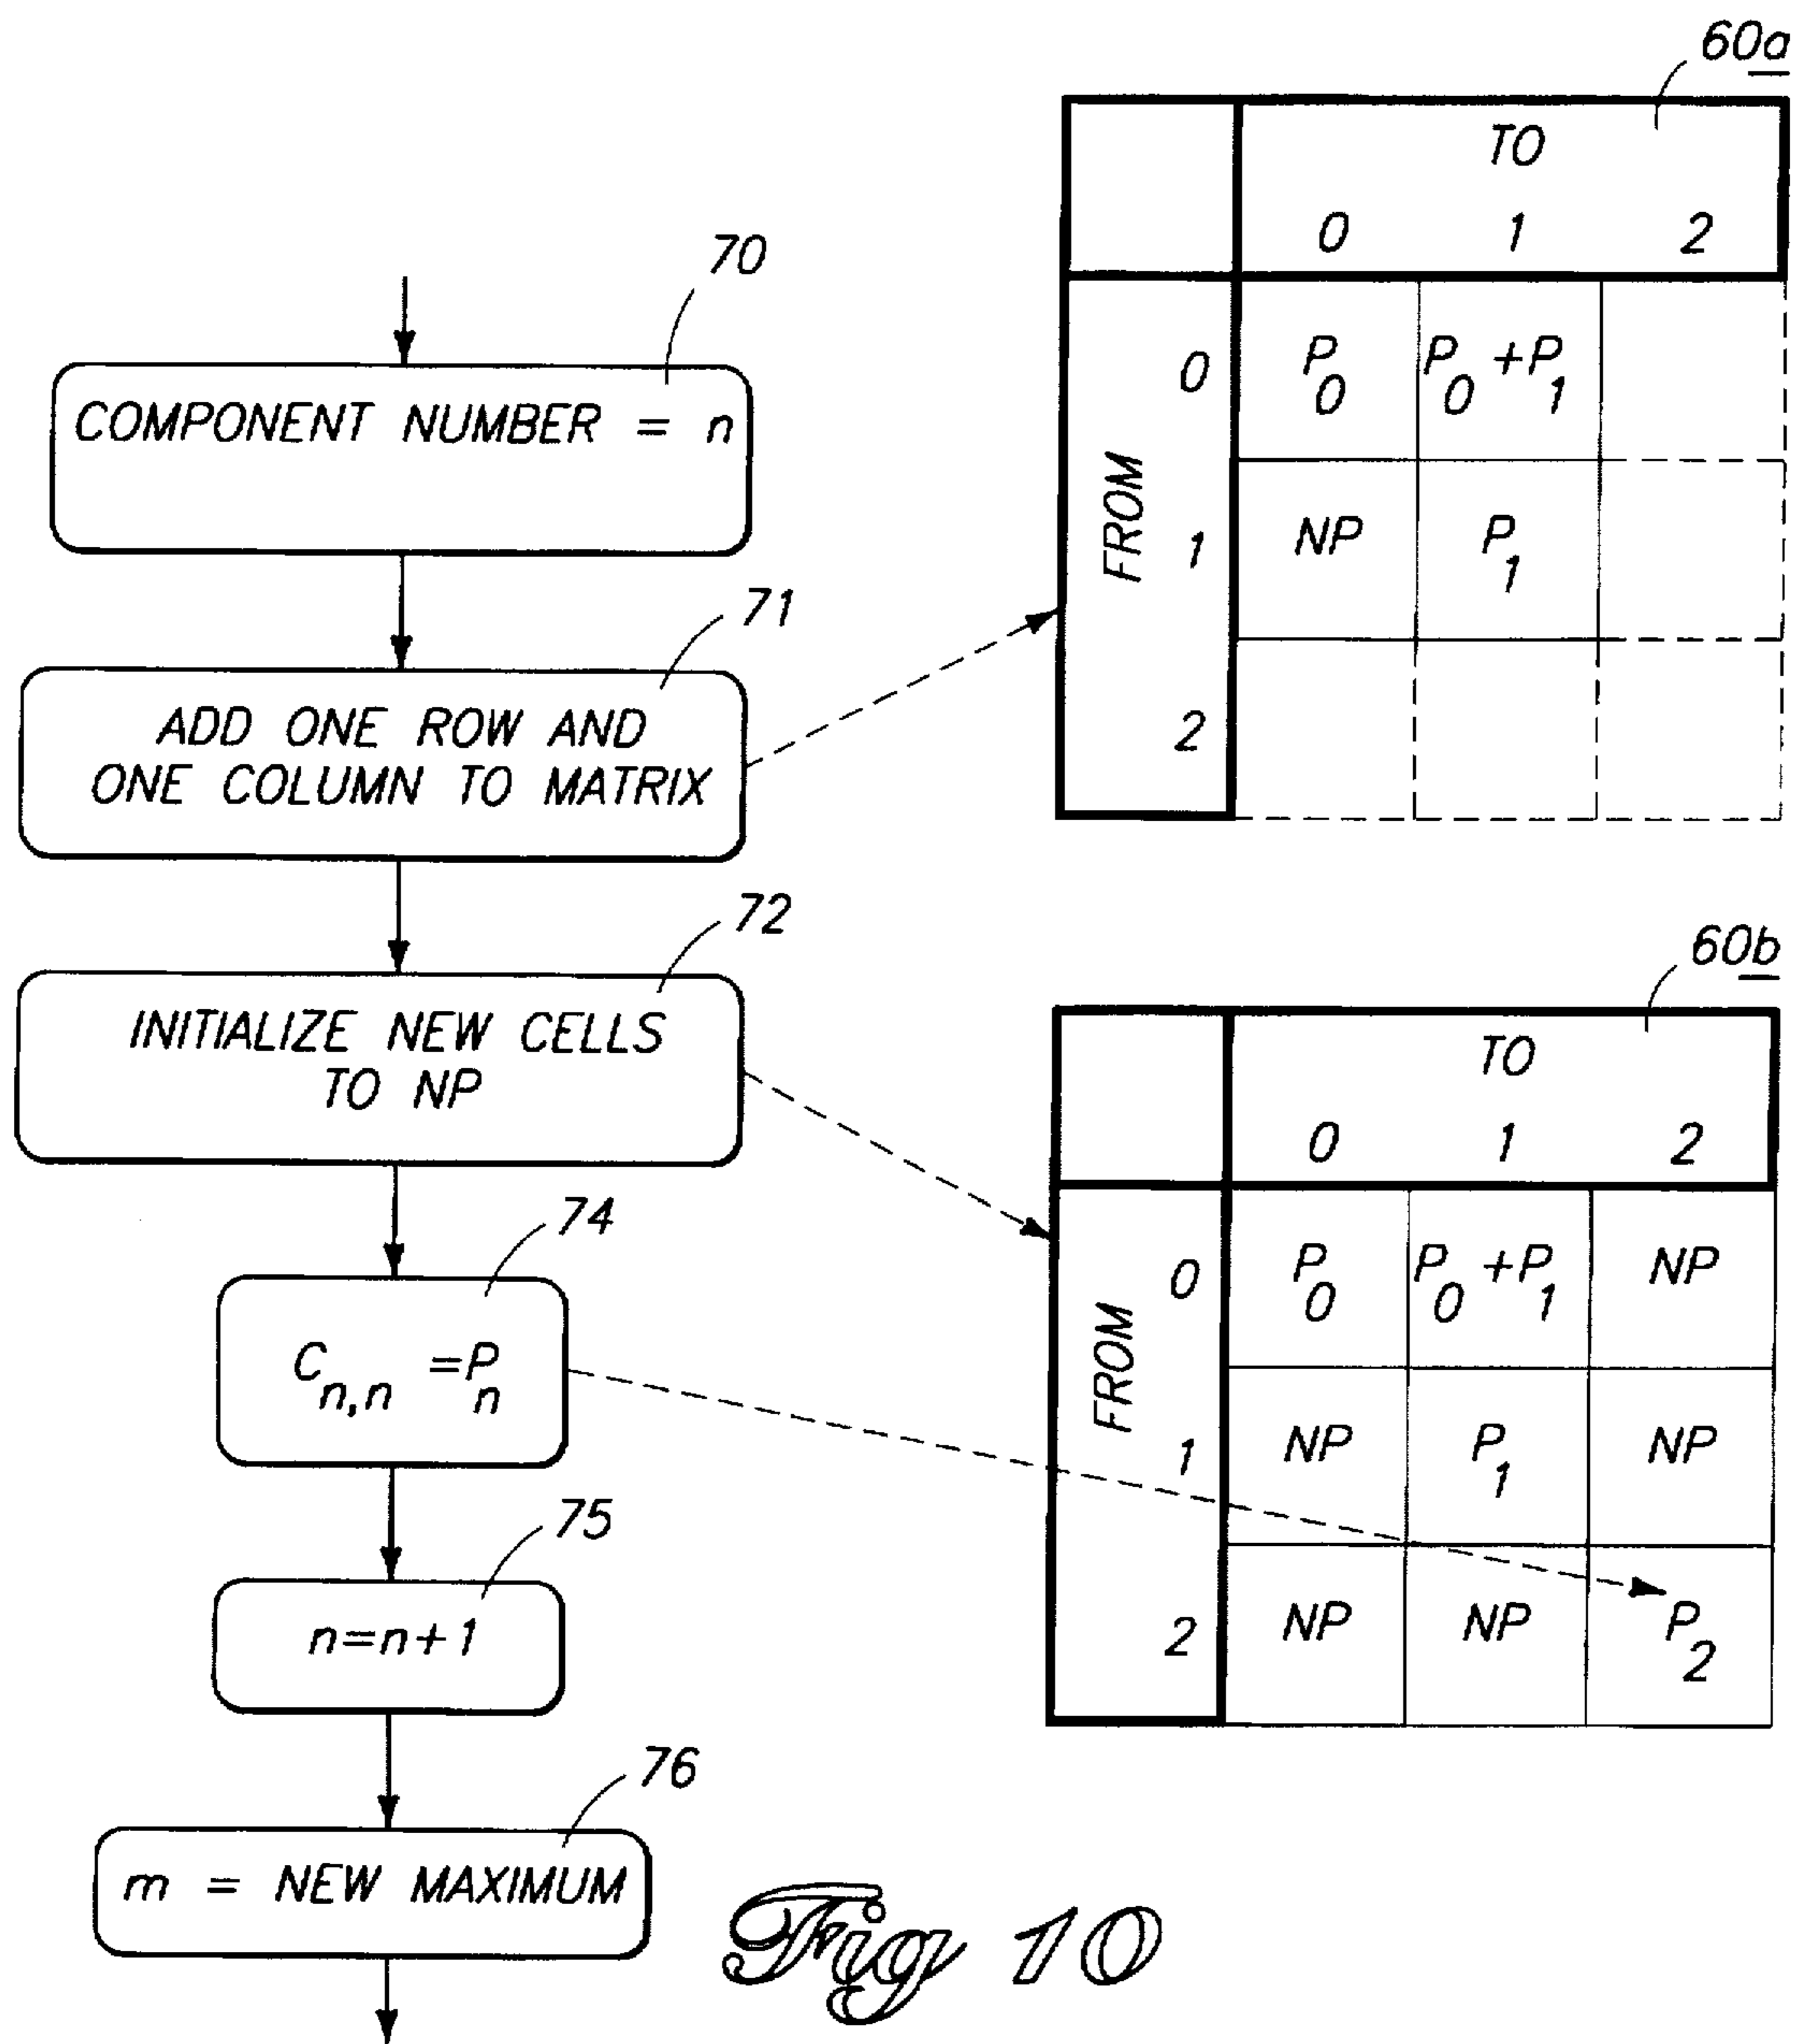 70
COMPONENT NUMBER = n
71
ADD ONE ROW AND
ONE COLUMN TO MATRIX
72
INITIALIZE NEW CELLS
TO NP
74
C n,n = P n
75
n=n+1
76
m = NEW MAXIMUM
60a
TO
0 1 2
FROM
0 P0 P0 +P1
1 NP P1
2
60b
TO
0 1 2
FROM
0 P0 P0 +P1 NP
1 NP P1 NP
2 NP NP P2
Fig 10